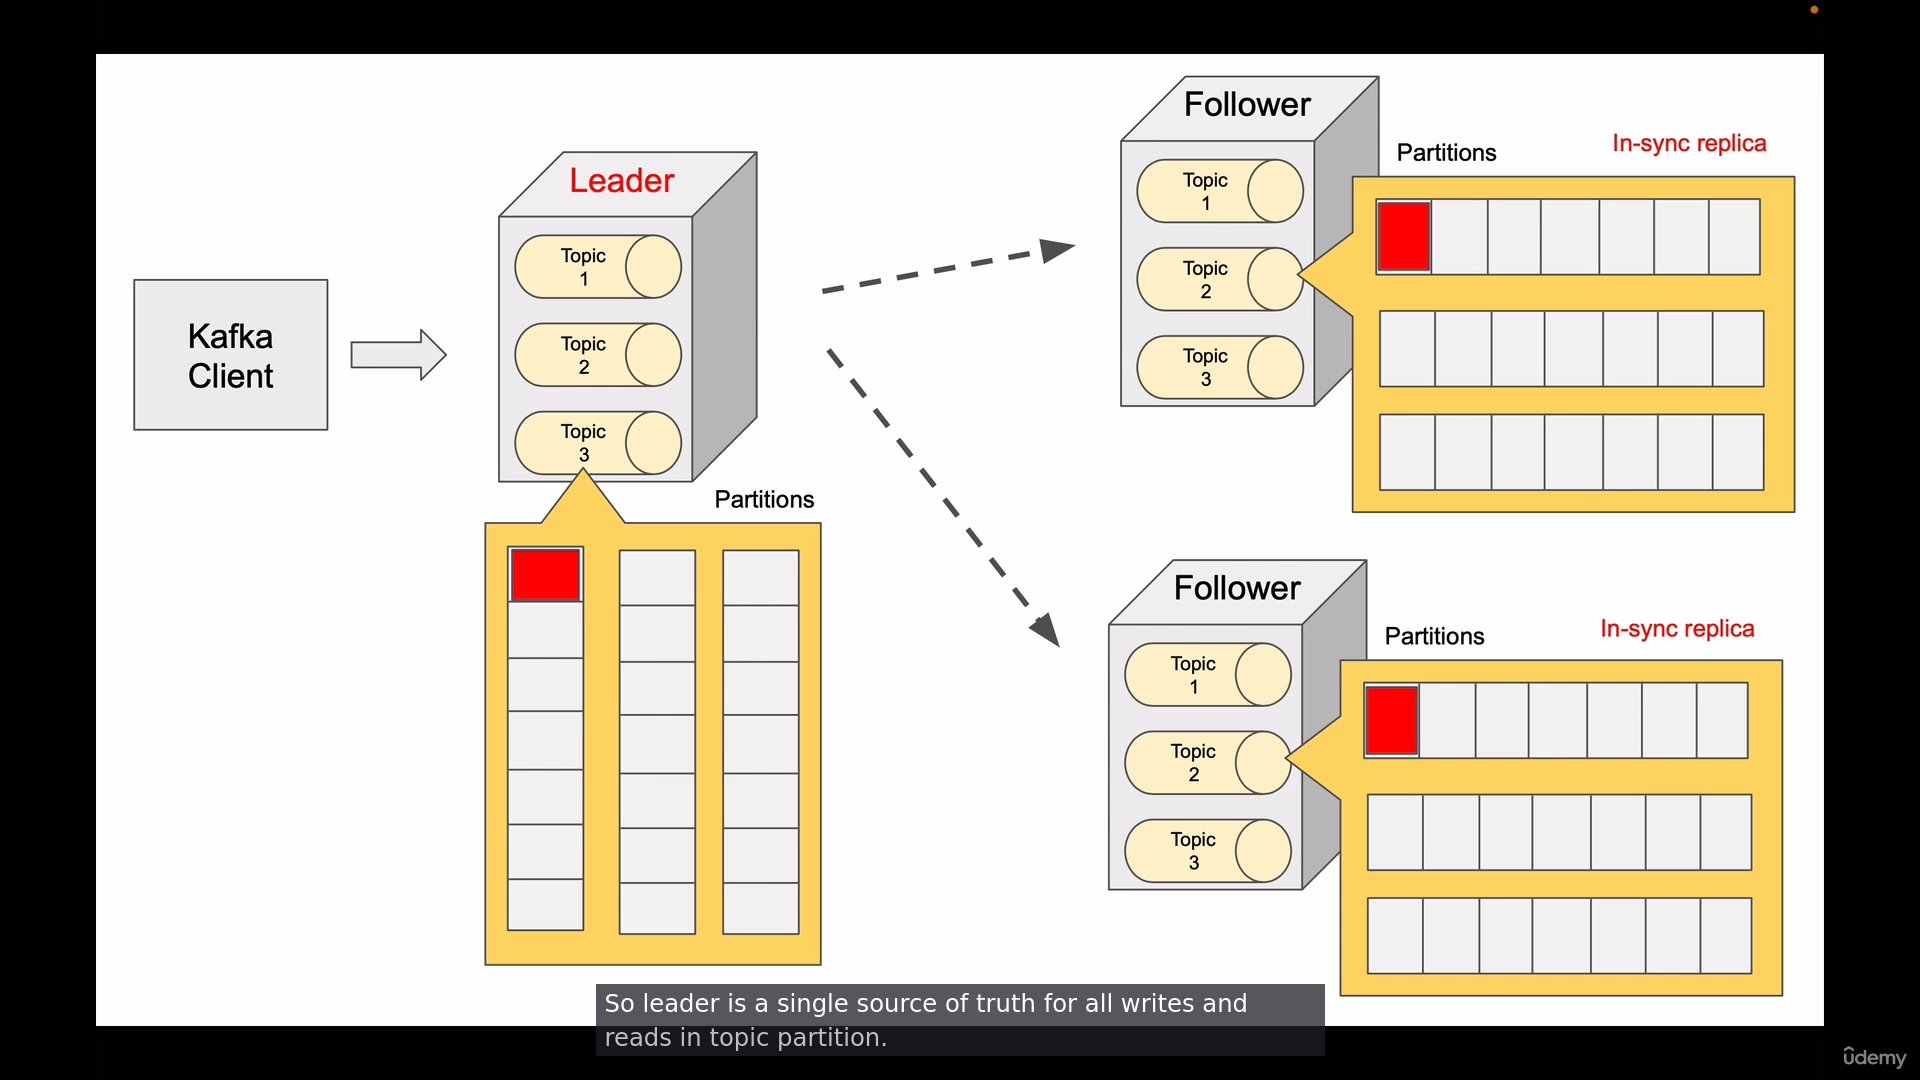 Kafka
Client
Leader
Topic
1
Topic
2
Topic
3
Partitions
Follower
Topic
1
Topic
2
Topic
3
Partitions
In-sync replica
Follower
Topic
1
Topic
2
Topic
3
Partitions
In-sync replica
So leader is a single source of truth for all writes and
reads in topic partition.
ûdemy